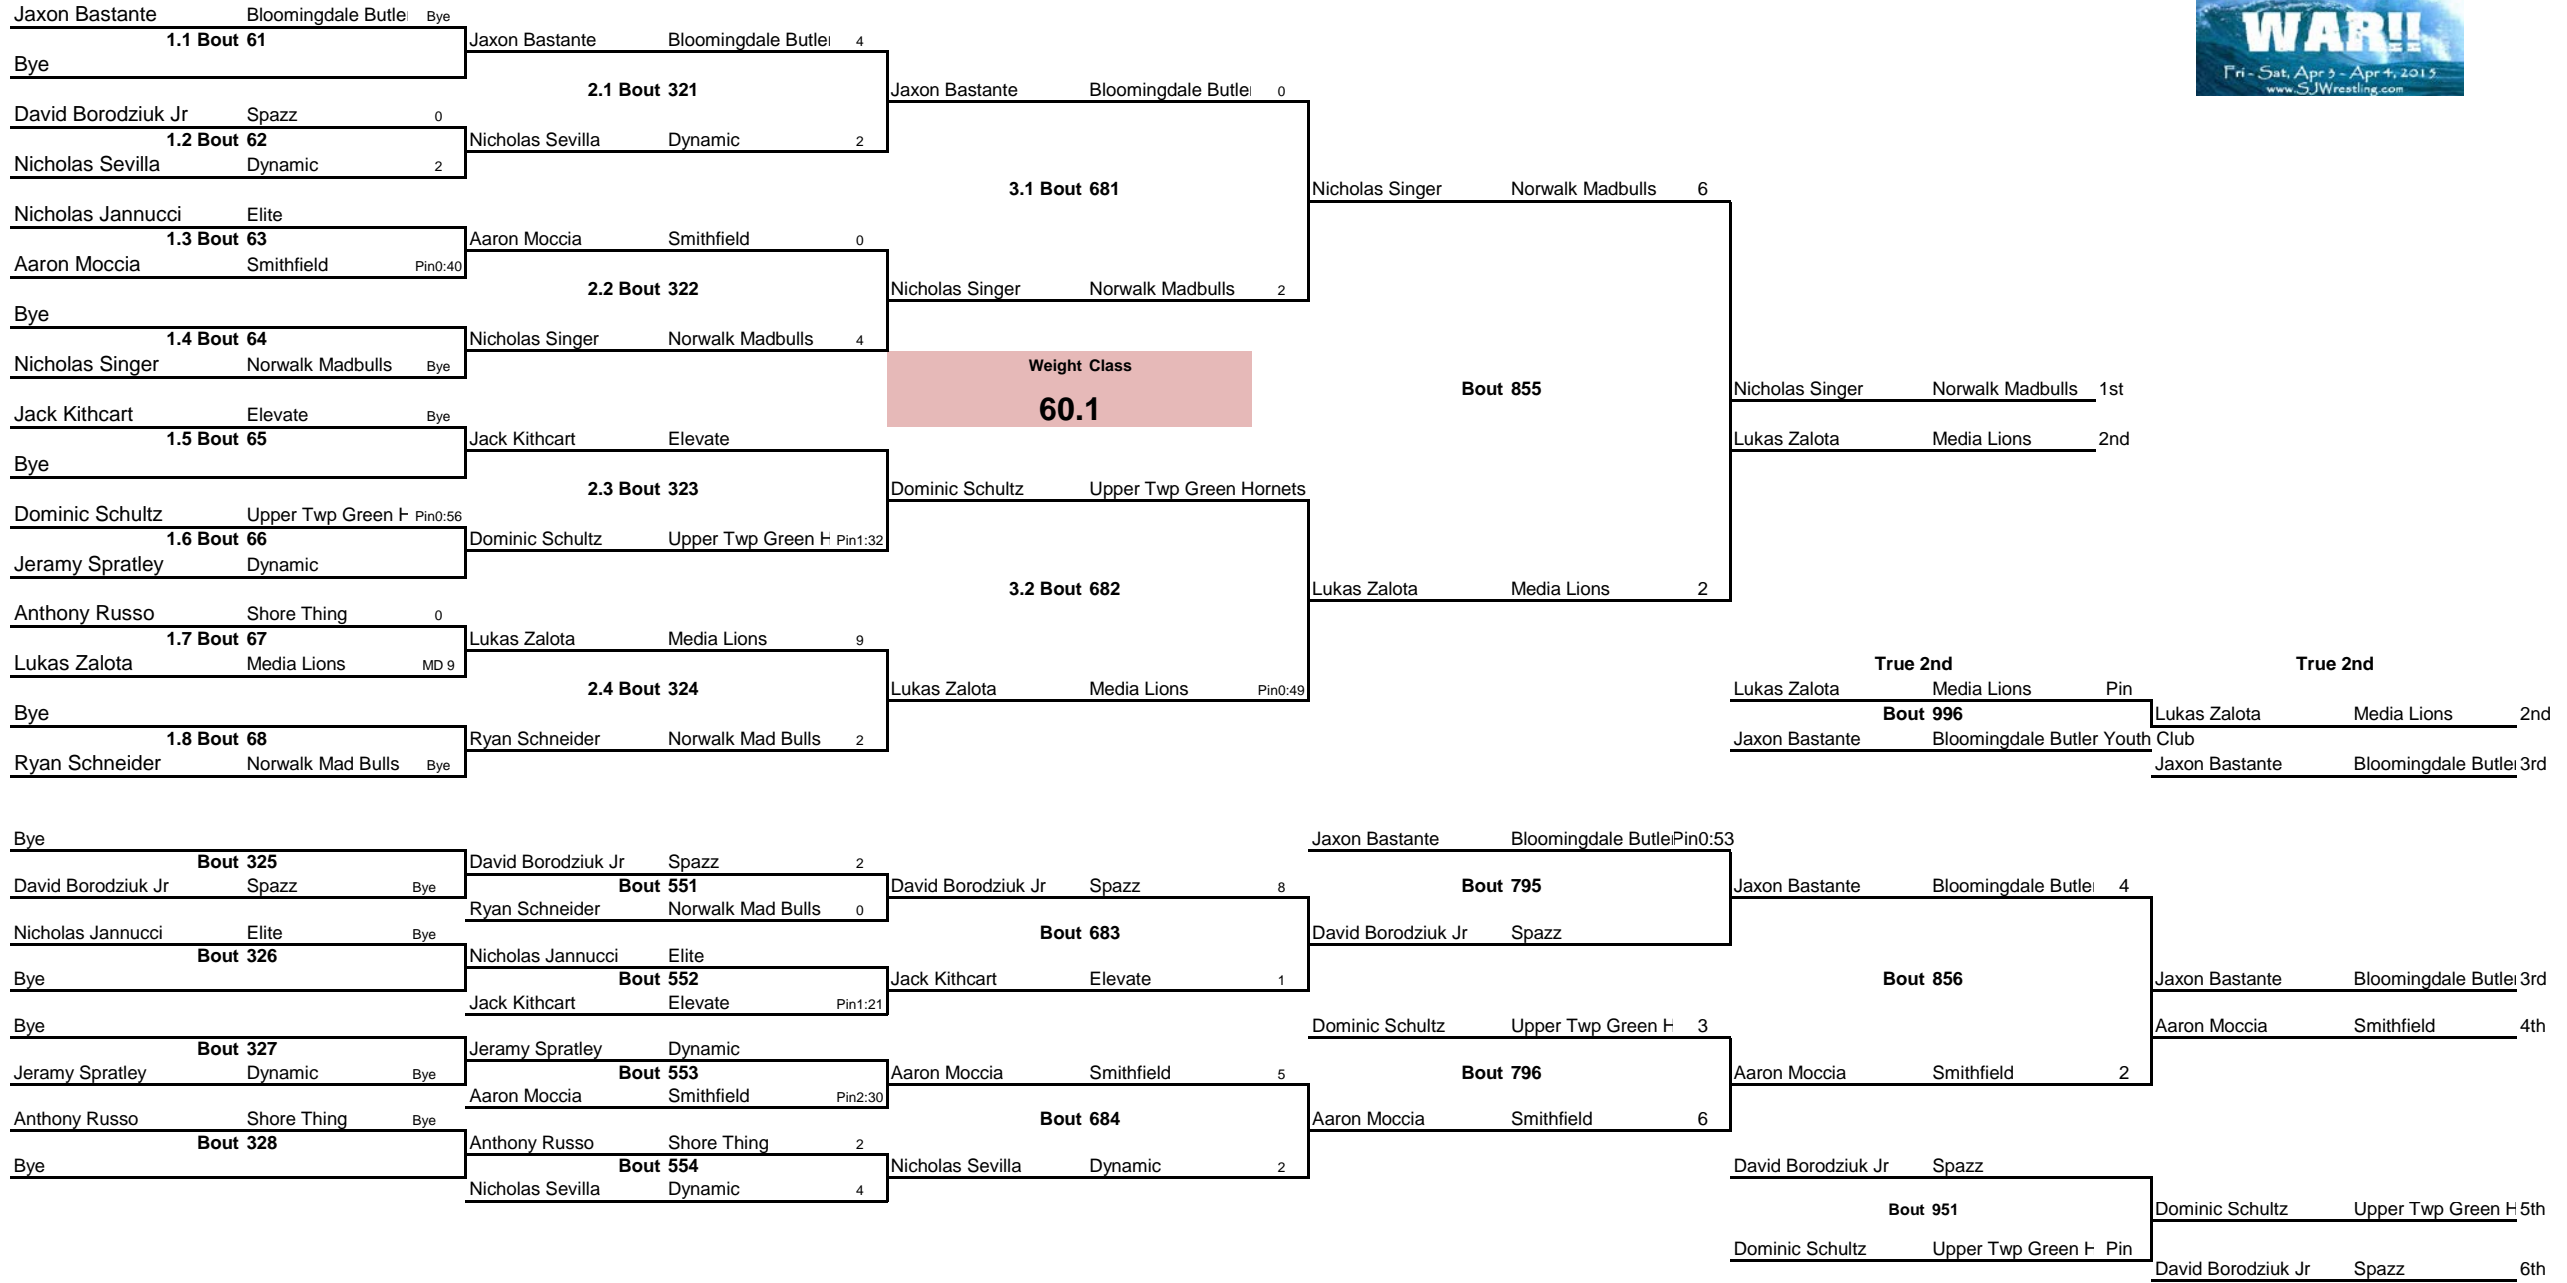 WAR!!
Fri - Sat, Apr 3 - Apr 4, 2015
www.SJWrestling.com
Jaxon Bastante Bloomingdale Butle Bye
1.1 Bout 61
Bye
David Borodziuk Jr Spazz 0
1.2 Bout 62
Nicholas Sevilla Dynamic 2
Nicholas Jannucci Elite
1.3 Bout 63
Aaron Moccia Smithfield Pin0:40
Bye
1.4 Bout 64
Nicholas Singer Norwalk Madbulls Bye
Jack Kithcart Elevate Bye
1.5 Bout 65
Bye
Dominic Schultz Upper Twp Green H Pin0:56
1.6 Bout 66
Jeramy Spratley Dynamic
Anthony Russo Shore Thing 0
1.7 Bout 67
Lukas Zalota Media Lions MD 9
Bye
1.8 Bout 68
Ryan Schneider Norwalk Mad Bulls Bye
Jaxon Bastante Bloomingdale Butler 4
2.1 Bout 321
Nicholas Sevilla Dynamic 2
Aaron Moccia Smithfield 0
2.2 Bout 322
Nicholas Singer Norwalk Madbulls 4
Jack Kithcart Elevate
2.3 Bout 323
Dominic Schultz Upper Twp Green H Pin1:32
Lukas Zalota Media Lions 9
2.4 Bout 324
Ryan Schneider Norwalk Mad Bulls 2
Jaxon Bastante Bloomingdale Butler 0
3.1 Bout 681
Nicholas Singer Norwalk Madbulls 2
Weight Class
60.1
Dominic Schultz Upper Twp Green Hornets
3.2 Bout 682
Lukas Zalota Media Lions Pin0:49
Nicholas Singer Norwalk Madbulls 6
Bout 855
Lukas Zalota Media Lions 2
Nicholas Singer Norwalk Madbulls 1st
Lukas Zalota Media Lions 2nd
True 2nd
Lukas Zalota Media Lions Pin
Bout 996
Jaxon Bastante Bloomingdale Butler Youth Club
True 2nd
Lukas Zalota Media Lions 2nd
Jaxon Bastante Bloomingdale Butler 3rd
Bye
Bout 325
David Borodziuk Jr Spazz Bye
Nicholas Jannucci Elite Bye
Bout 326
Bye
Bye
Bout 327
Jeramy Spratley Dynamic Bye
Anthony Russo Shore Thing Bye
Bout 328
Bye
David Borodziuk Jr Spazz 2
Bout 551
Ryan Schneider Norwalk Mad Bulls 0
Nicholas Jannucci Elite
Bout 552
Jack Kithcart Elevate Pin1:21
Jeramy Spratley Dynamic
Bout 553
Aaron Moccia Smithfield Pin2:30
Anthony Russo Shore Thing 2
Bout 554
Nicholas Sevilla Dynamic 4
David Borodziuk Jr Spazz 8
Bout 683
Jack Kithcart Elevate 1
Aaron Moccia Smithfield 5
Bout 684
Nicholas Sevilla Dynamic 2
Jaxon Bastante Bloomingdale Butler Pin0:53
Bout 795
David Borodziuk Jr Spazz
Dominic Schultz Upper Twp Green H 3
Bout 796
Aaron Moccia Smithfield 6
Jaxon Bastante Bloomingdale Butler 4
Bout 856
Aaron Moccia Smithfield 2
Jaxon Bastante Bloomingdale Butler 3rd
Aaron Moccia Smithfield 4th
David Borodziuk Jr Spazz
Bout 951
Dominic Schultz Upper Twp Green H Pin
Dominic Schultz Upper Twp Green H 5th
David Borodziuk Jr Spazz 6th